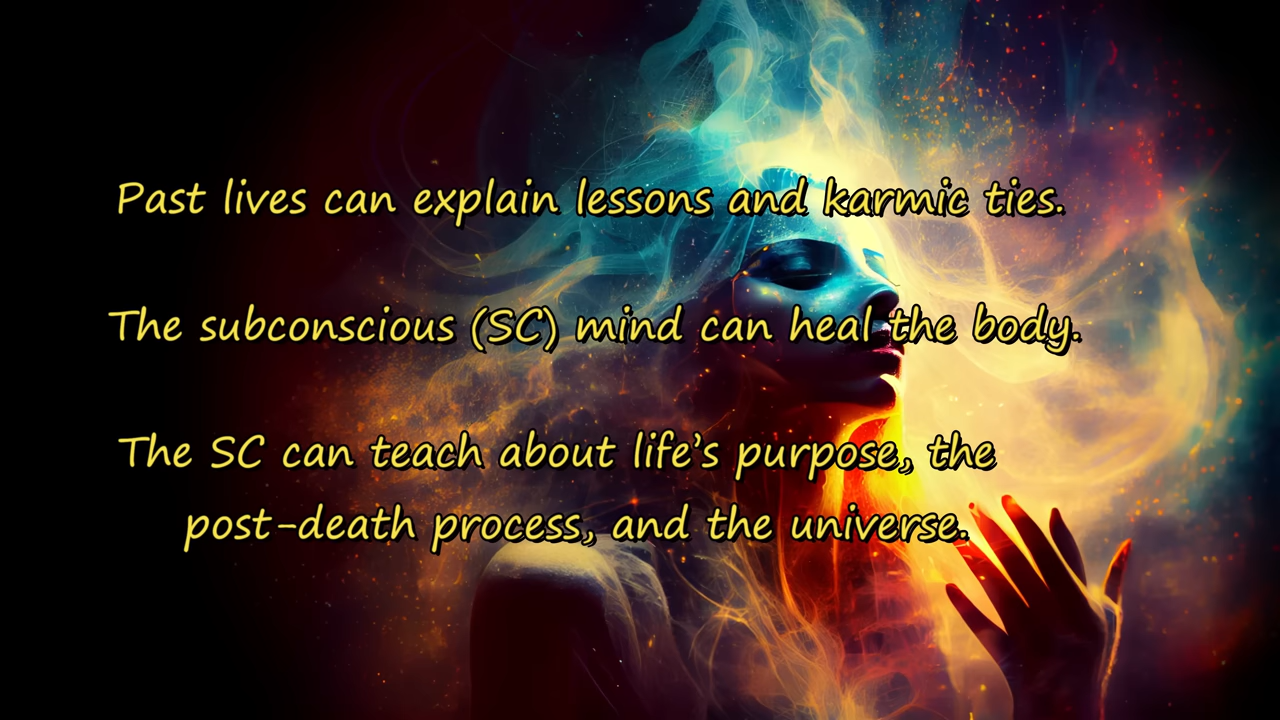 Past lives can explain lessons and karmic ties.
The subconscious (SC) mind can heal the body.
The SC can teach about life’s purpose, the
post-death process, and the universe.